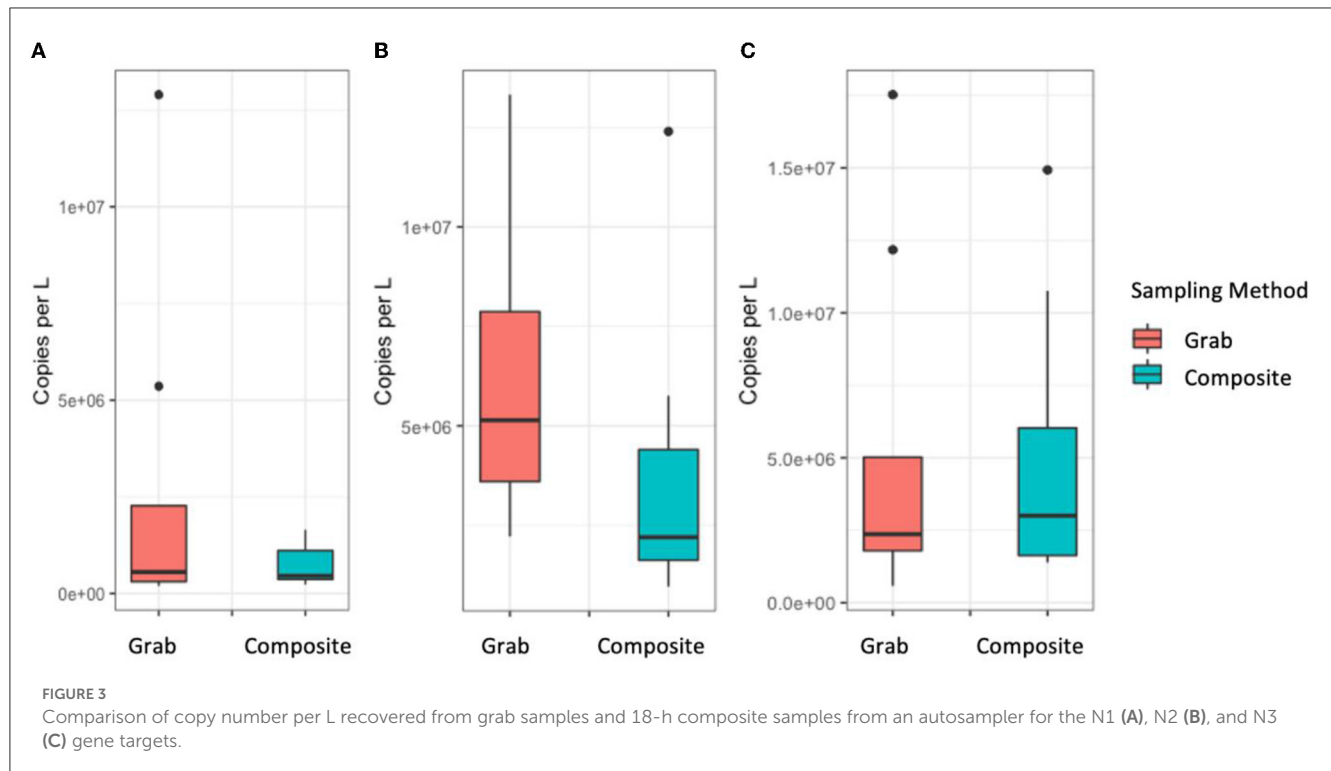 A
B
C
Copies per L
1e+07
5e+06
0e+00
Grab
Composite
Copies per L
1e+07
5e+06
Grab
Composite
Copies per L
1.5e+07
1.0e+07
5.0e+06
0.0e+00
Grab
Composite
Sampling Method
Grab
Composite
FIGURE 3
Comparison of copy number per L recovered from grab samples and 18-h composite samples from an autosampler for the N1 (A), N2 (B), and N3
(C) gene targets.